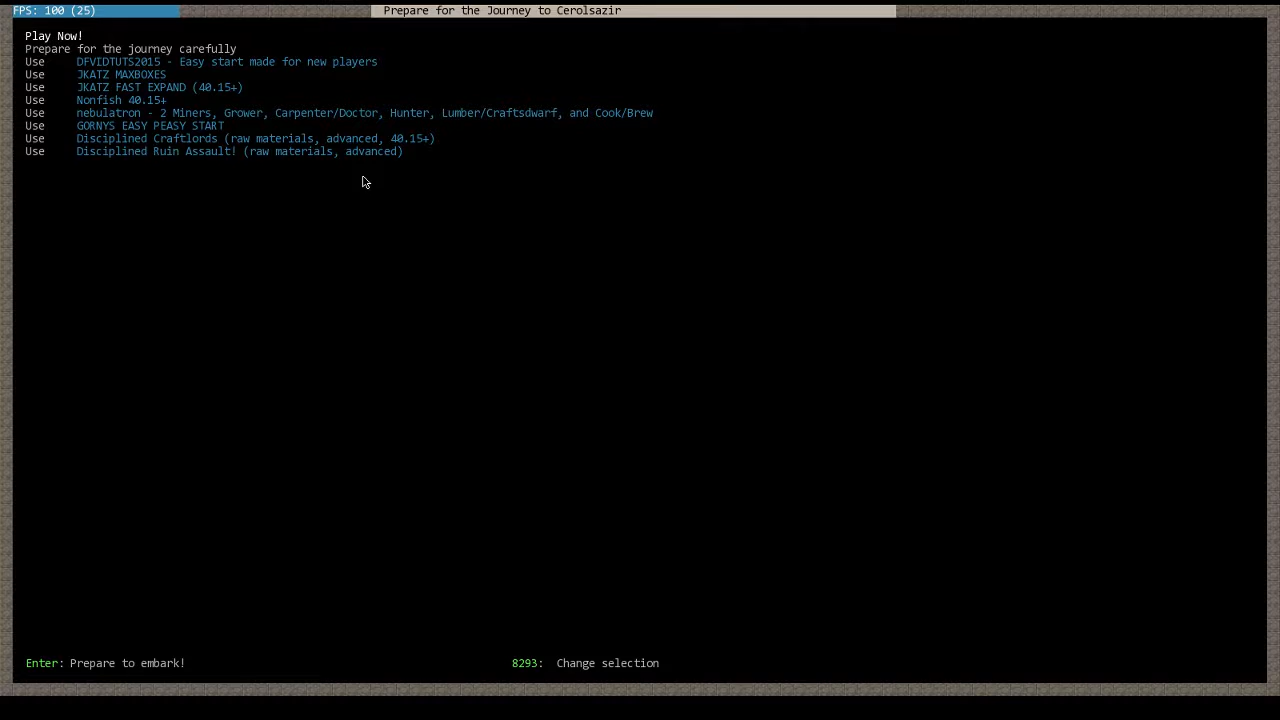 FPS: 100 (25)
Prepare for the Journey to Cerolsazir
Play Now!
Prepare for the journey carefully
Use DFVIDTUTS2015 - Easy start made for new players
Use JKATZ MAXBOXES
Use JKATZ FAST EXPAND (40.15+)
Use Nonfish 40.15+
Use nebulatron - 2 Miners, Grower, Carpenter/Doctor, Hunter, Lumber/Craftsdwarf, and Cook/Brew
Use GORNYS EASY PEASY START
Use Disciplined Craftlords (raw materials, advanced, 40.15+)
Use Disciplined Ruin Assault! (raw materials, advanced)
Enter: Prepare to embark!
8293: Change selection